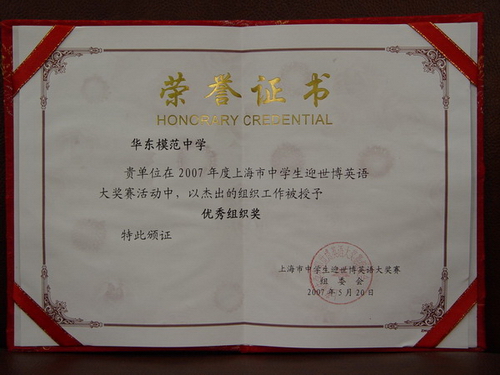 荣誉证书
HONORARY CREDENTIAL
华东模范中学
贵单位在2007年度上海市中学生迎世博英语
大奖赛活动中，以杰出的组织工作被授予
优秀组织奖
特此颁证
上海市中学生迎世博英语大奖赛
组委会
2007年5月20日